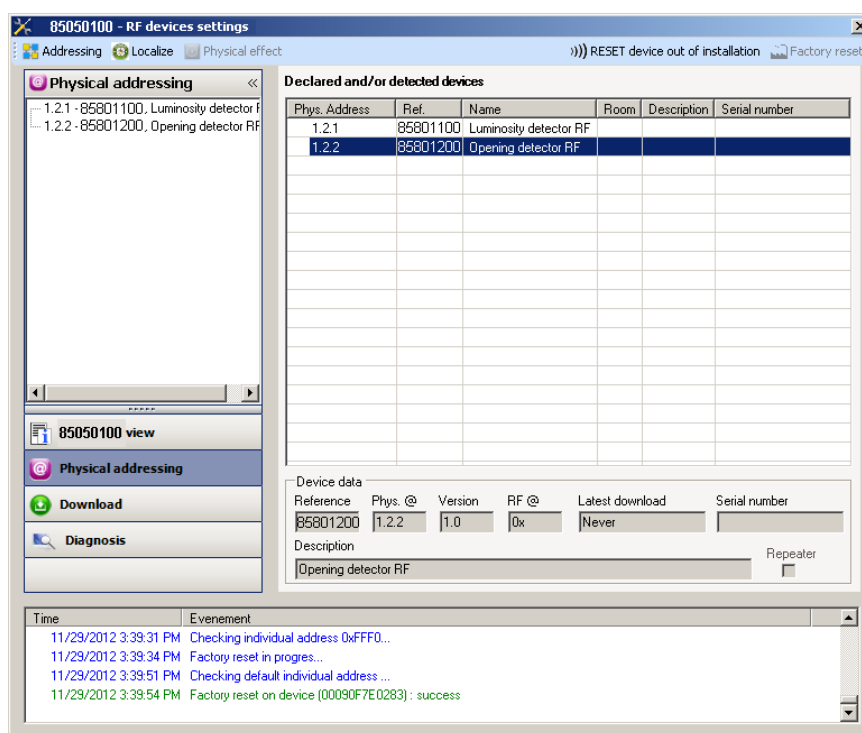 85050100 - RF devices settings
Addressing Localize Physical effect ))) RESET device out of installation Factory reset
Physical addressing «
1.2.1 - 85801100, Luminosity detector F
1.2.2 - 85801200, Opening detector RF
85050100 view
Physical addressing
Download
Diagnosis
Declared and/or detected devices
Phys. Address Ref. Name Room Description Serial number
1.2.1 85801100 Luminosity detector RF
1.2.2 85801200 Opening detector RF
Device data
Reference Phys. @ Version RF @ Latest download Serial number
85801200 1.2.2 1.0 0x Never
Description
Repeater
Opening detector RF
Time Evenement
11/29/2012 3:39:31 PM Checking individual address 0xFFF0...
11/29/2012 3:39:34 PM Factory reset in progres...
11/29/2012 3:39:51 PM Checking default individual address ...
11/29/2012 3:39:54 PM Factory reset on device (00090F7E0283) : success